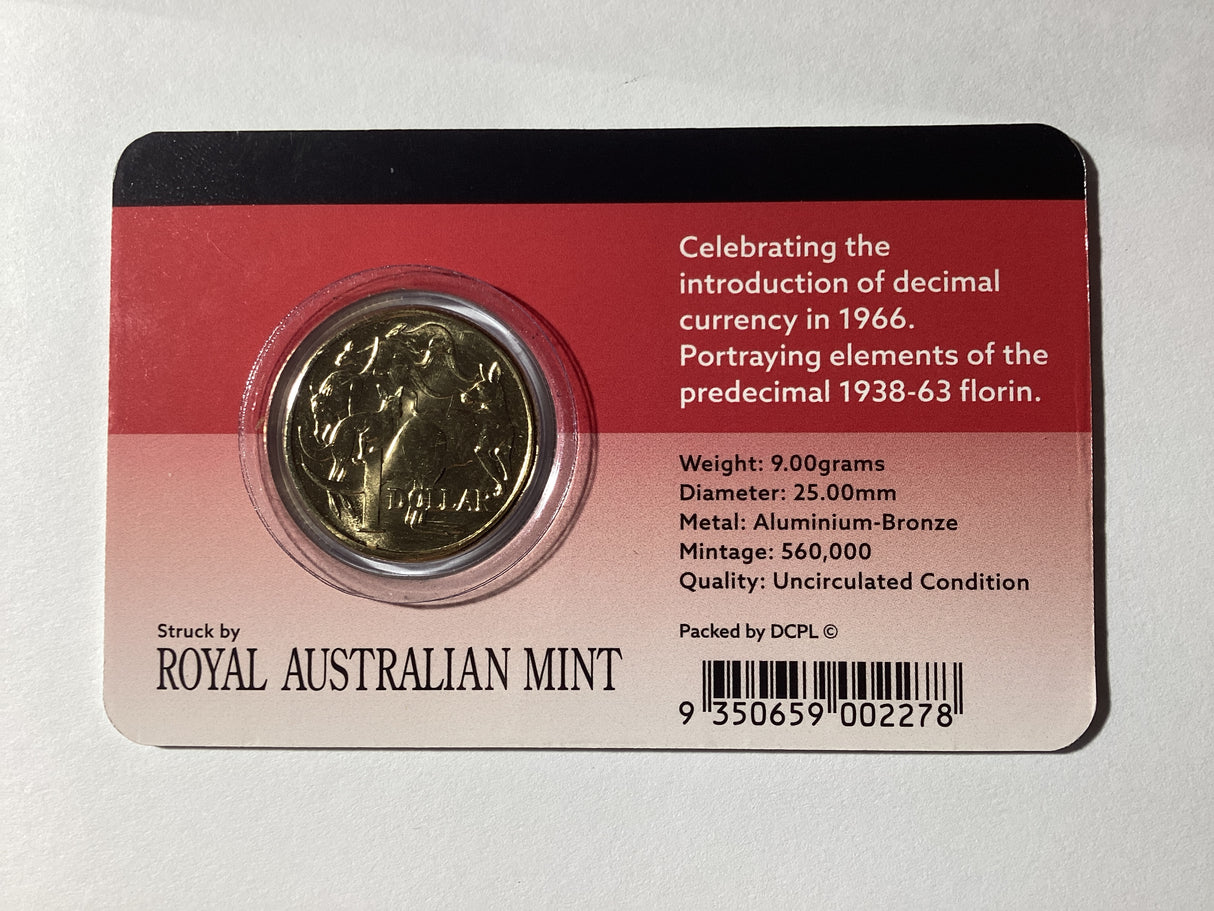 Celebrating the
introduction of decimal
currency in 1966.
Portraying elements of the
predecimal 1938-63 florin.
1
DOLLAR
Weight: 9.00grams
Diameter: 25.00mm
Metal: Aluminium-Bronze
Mintage: 560,000
Quality: Uncirculated Condition
Struck by
ROYAL AUSTRALIAN MINT
Packed by DCPL ©
9 350659 002278